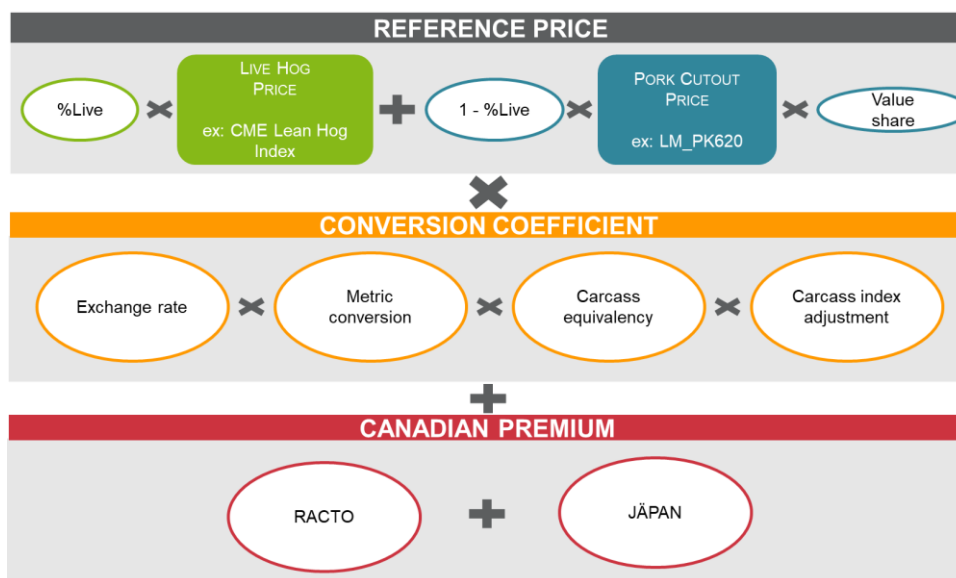 REFERENCE PRICE
%Live
LIVE HOG
PRICE
ex: CME Lean Hog
Index
1 - %Live
PORK CUTOUT
PRICE
ex: LM_PK620
Value
share
CONVERSION COEFFICIENT
Exchange rate
Metric
conversion
Carcass
equivalency
Carcass index
adjustment
CANADIAN PREMIUM
RACTO
JÄPAN